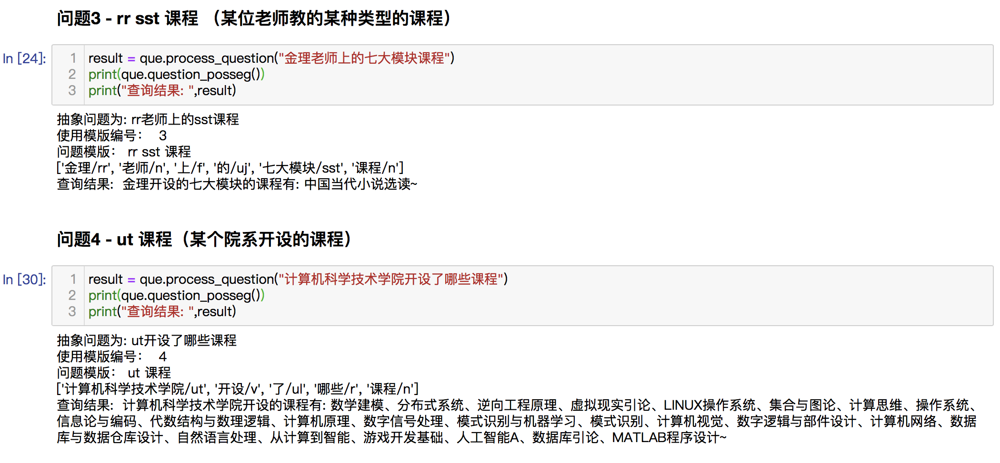 问题3 - rr sst 课程 （某位老师教的某种类型的课程）
In [24]:
1 result = que.process_question("金理老师上的七大模块课程")
2 print(que.question_posseg())
3 print("查询结果: ",result)
抽象问题为: rr老师上的sst课程
使用模版编号： 3
问题模版： rr sst 课程
['金理/rr', '老师/n', '上/f', '的/uj', '七大模块/sst', '课程/n']
查询结果: 金理开设的七大模块的课程有: 中国当代小说选读~
问题4 - ut 课程（某个院系开设的课程）
In [30]:
1 result = que.process_question("计算机科学技术学院开设了哪些课程")
2 print(que.question_posseg())
3 print("查询结果: ",result)
抽象问题为: ut开设了哪些课程
使用模版编号： 4
问题模版： ut 课程
['计算机科学技术学院/ut', '开设/v', '了/ul', '哪些/r', '课程/n']
查询结果: 计算机科学技术学院开设的课程有: 数学建模、分布式系统、逆向工程原理、虚拟现实引论、LINUX操作系统、集合与图论、计算思维、操作系统、
信息论与编码、代数结构与数理逻辑、计算机原理、数字信号处理、模式识别与机器学习、模式识别、计算机视觉、数字逻辑与部件设计、计算机网络、数据
库与数据仓库设计、自然语言处理、从计算到智能、游戏开发基础、人工智能A、数据库引论、MATLAB程序设计~